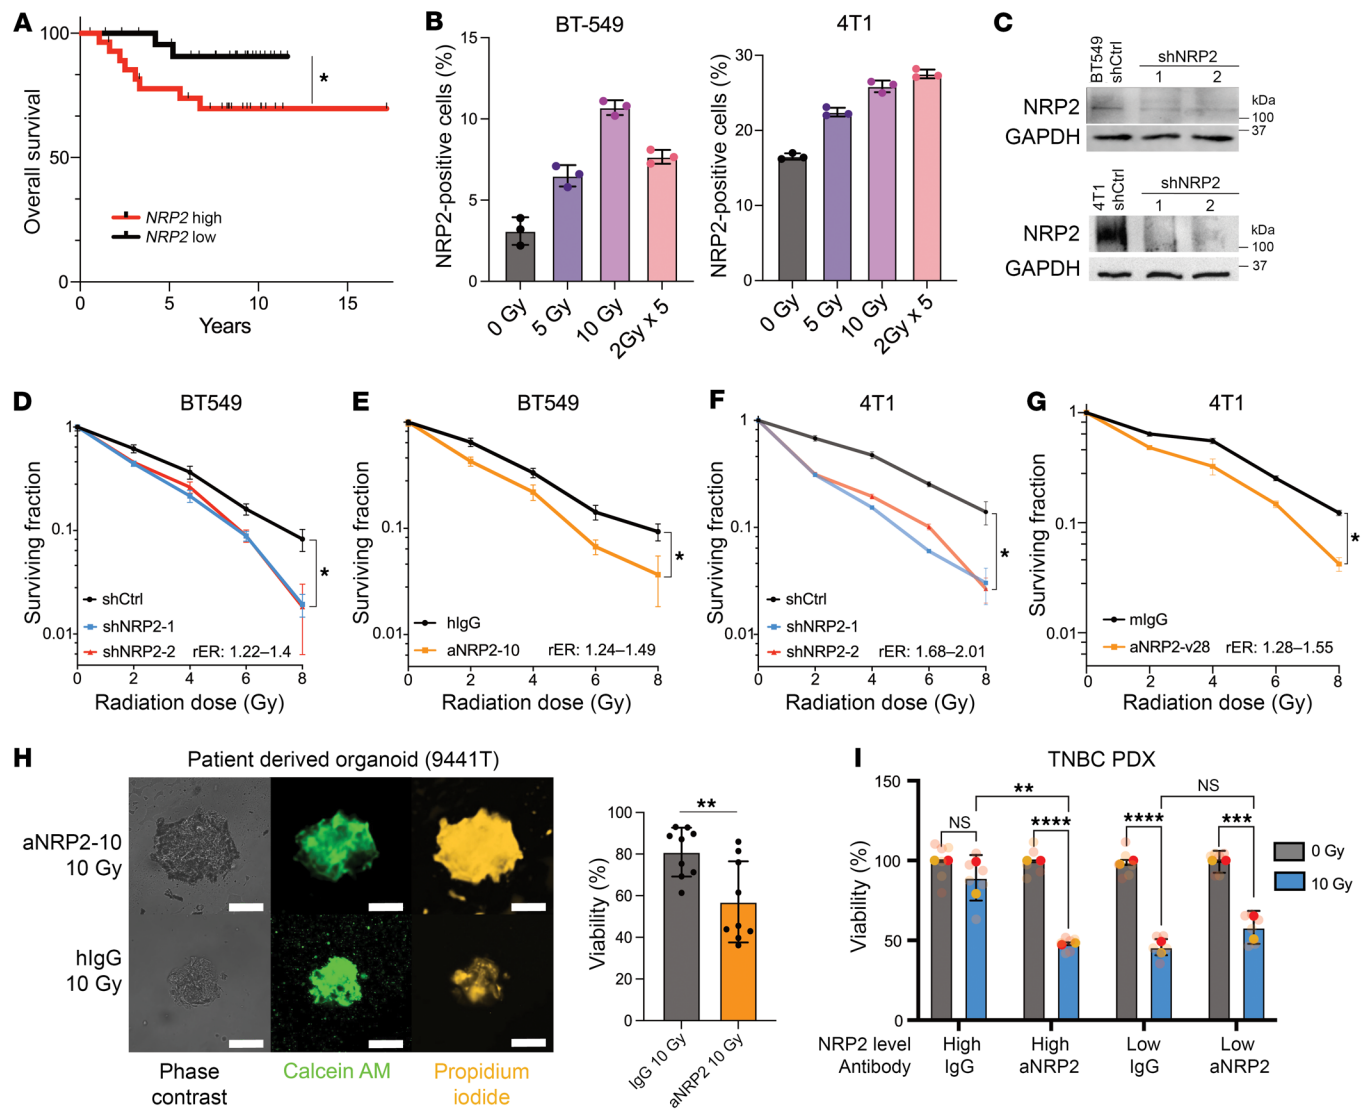 A
100
50
0
Overall survival
NRP2 high
NRP2 low
*
0 5 10 15
Years
B
BT-549
15
10
5
0
NRP2-positive cells (%)
0 Gy
5 Gy
10 Gy
2Gy x 5
4T1
30
20
10
0
NRP2-positive cells (%)
0 Gy
5 Gy
10 Gy
2Gy x 5
C
BT549
shCtrl
shNRP2
1 2
NRP2
kDa
100
GAPDH
37
4T1
shCtrl
shNRP2
1 2
NRP2
kDa
100
GAPDH
37
D
BT549
1
0.1
0.01
Surviving fraction
*
shCtrl
shNRP2-1
shNRP2-2
rER: 1.22–1.4
0 2 4 6 8
Radiation dose (Gy)
E
BT549
1
0.1
0.01
Surviving fraction
*
hIgG
aNRP2-10
rER: 1.24–1.49
0 2 4 6 8
Radiation dose (Gy)
F
4T1
1
0.1
0.01
Surviving fraction
*
shCtrl
shNRP2-1
shNRP2-2
rER: 1.68–2.01
0 2 4 6 8
Radiation dose (Gy)
G
4T1
1
0.1
0.01
Surviving fraction
*
mIgG
aNRP2-v28
rER: 1.28–1.55
0 2 4 6 8
Radiation dose (Gy)
H
Patient derived organoid (9441T)
aNRP2-10
10 Gy
hIgG
10 Gy
Phase
contrast
Calcein AM
Propidium
iodide
**
100
80
60
40
20
0
Viability (%)
IgG 10 Gy
aNRP2 10 Gy
I
TNBC PDX
150
100
50
0
Viability (%)
NS
**
****
****
NS
***
0 Gy
10 Gy
NRP2 level High High Low Low
Antibody IgG aNRP2 IgG aNRP2